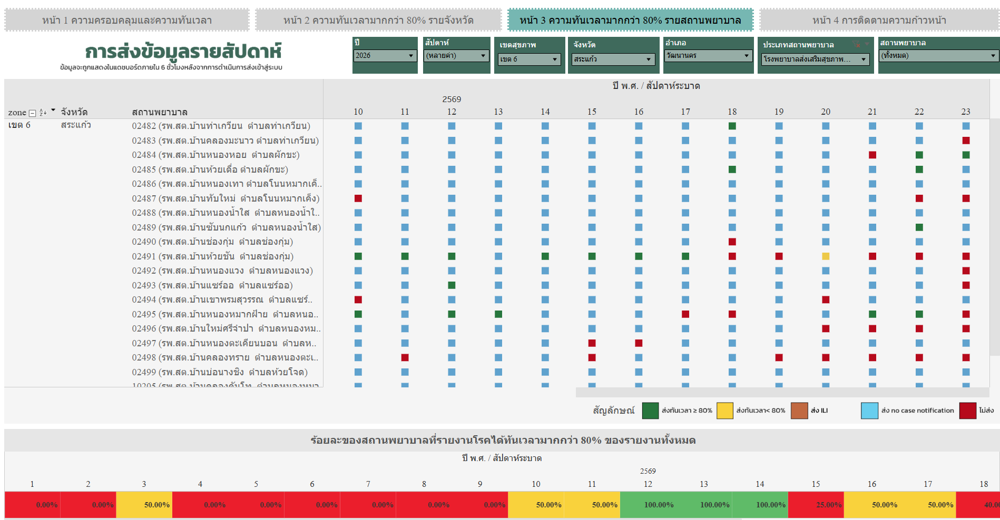 หน้า 1 ความครอบคลุมและความทันเวลา
หน้า 2 ความทันเวลามากกว่า 80% รายจังหวัด
หน้า 3 ความทันเวลามากกว่า 80% รายสถานพยาบาล
หน้า 4 การติดตามความก้าวหน้า
การส่งข้อมูลรายสัปดาห์
ข้อมูลจะถูกแสดงในแดชบอร์ดภายใน 6 ชั่วโมงหลังจากการดำเนินการส่งเข้าสู่ระบบ
ปี
2026
สัปดาห์
(หลายค่า)
เขตสุขภาพ
เขต 6
จังหวัด
สระแก้ว
อำเภอ
วัฒนานคร
ประเภทสถานพยาบาล
โรงพยาบาลส่งเสริมสุขภาพ...
สถานพยาบาล
(ทั้งหมด)
ปี พ.ศ. / สัปดาห์ระบาด
2569
zone จังหวัด สถานพยาบาล 10 11 12 13 14 15 16 17 18 19 20 21 22 23
เขต 6 สระแก้ว 02482 (รพ.สต.บ้านท่าเกวียน ตำบลท่าเกวียน)
02483 (รพ.สต.บ้านคลองมะนาว ตำบลท่าเกวียน)
02484 (รพ.สต.บ้านหนองหอย ตำบลผักขะ)
02485 (รพ.สต.บ้านห้วยเดื่อ ตำบลผักขะ)
02486 (รพ.สต.บ้านหนองเทา ตำบลโนนหมากเค็..
02487 (รพ.สต.บ้านทับใหม่ ตำบลโนนหมากเค็ง)
02488 (รพ.สต.บ้านหนองน้ำใส ตำบลหนองน้ำใ..
02489 (รพ.สต.บ้านซับนกแก้ว ตำบลหนองน้ำใส)
02490 (รพ.สต.บ้านช่องกุ่ม ตำบลช่องกุ่ม)
02491 (รพ.สต.บ้านห้วยชัน ตำบลช่องกุ่ม)
02492 (รพ.สต.บ้านหนองแวง ตำบลหนองแวง)
02493 (รพ.สต.บ้านแซร์ออ ตำบลแซร์ออ)
02494 (รพ.สต.บ้านเขาพรมสุวรรณ ตำบลแซร์..
02495 (รพ.สต.บ้านหนองหมากฝ้าย ตำบลหนอ..
02496 (รพ.สต.บ้านใหม่ศรีจำปา ตำบลหนองหม..
02497 (รพ.สต.บ้านหนองตะเคียนบอน ตำบลห..
02498 (รพ.สต.บ้านคลองทราย ตำบลหนองตะเ..
02499 (รพ.สต.บ้านบ่อนางชิง ตำบลห้วยโจด)
10205 (รพ.สต.บ้านคลองคันโท ตำบลหนองหมา
สัญลักษณ์ ส่งทันเวลา ≥ 80% ส่งทันเวลา< 80% ส่ง ILI ส่ง no case notification ไม่ส่ง
ร้อยละของสถานพยาบาลที่รายงานโรคได้ทันเวลามากกว่า 80% ของรายงานทั้งหมด
ปี พ.ศ. / สัปดาห์ระบาด
2569
1 2 3 4 5 6 7 8 9 10 11 12 13 14 15 16 17 18
0.00% 0.00% 50.00% 0.00% 0.00% 0.00% 0.00% 0.00% 0.00% 50.00% 50.00% 100.00% 100.00% 100.00% 25.00% 50.00% 50.00% 40.00